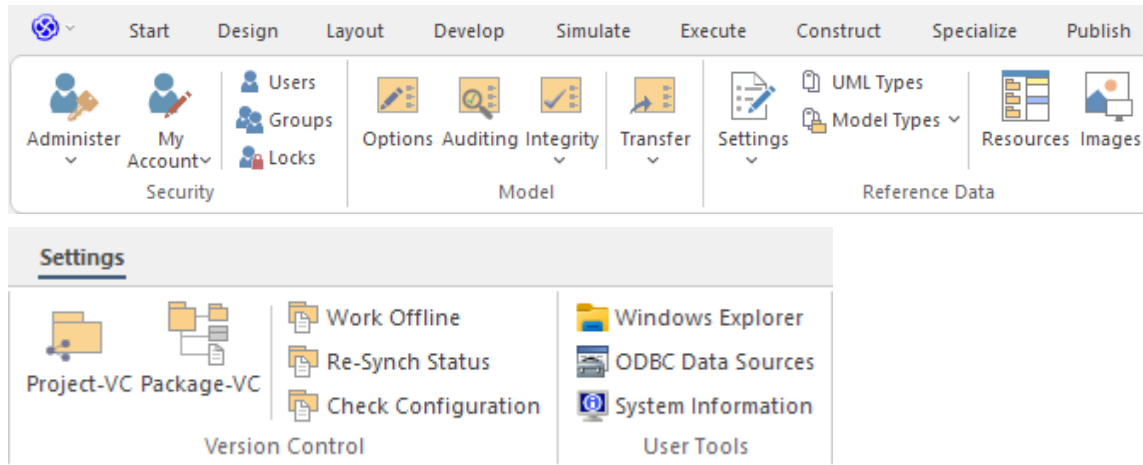 Start Design Layout Develop Simulate Execute Construct Specialize Publish
Administer
My Account
Users
Groups
Locks
Security
Options
Auditing
Integrity
Transfer
Model
Settings
UML Types
Model Types
Resources
Images
Reference Data
Settings
Project-VC
Package-VC
Work Offline
Re-Synch Status
Check Configuration
Version Control
Windows Explorer
ODBC Data Sources
System Information
User Tools